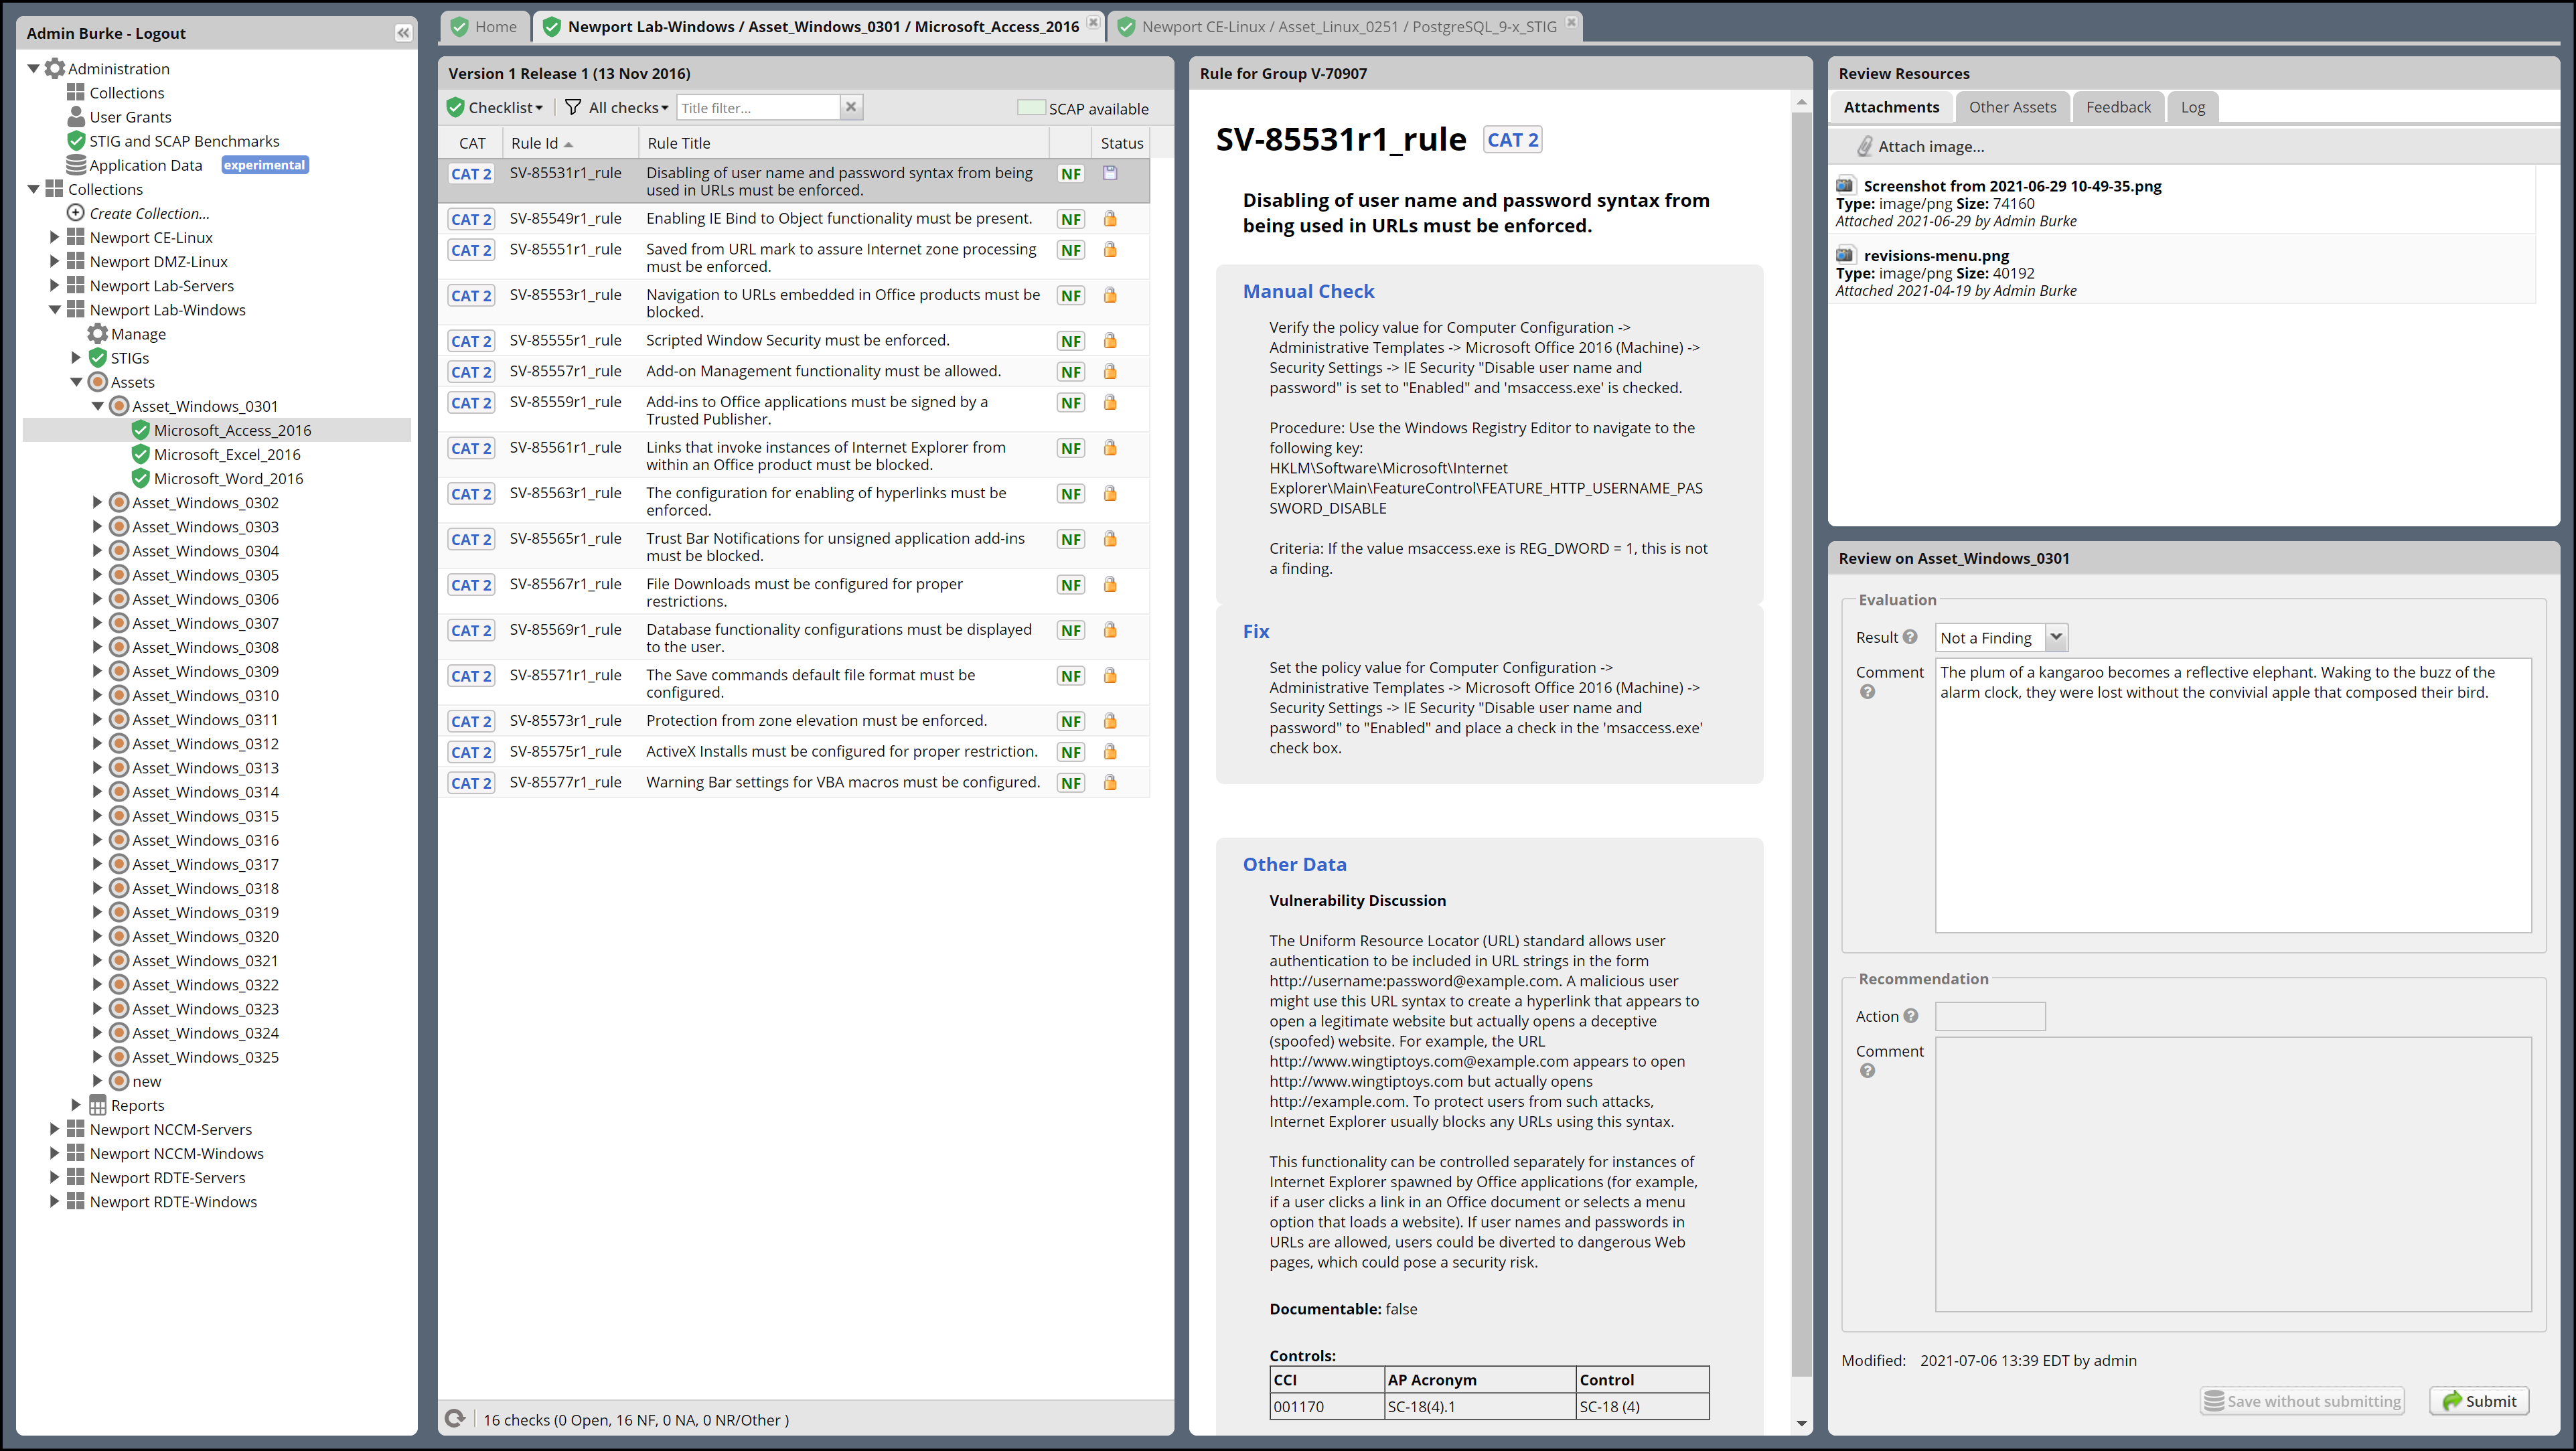 Admin Burke - Logout
Administration
Collections
User Grants
STIG and SCAP Benchmarks
Application Data experimental
Collections
Create Collection...
Newport CE-Linux
Newport DMZ-Linux
Newport Lab-Servers
Newport Lab-Windows
Manage
STIGs
Assets
Asset_Windows_0301
Microsoft_Access_2016
Microsoft_Excel_2016
Microsoft_Word_2016
Asset_Windows_0302
Asset_Windows_0303
Asset_Windows_0304
Asset_Windows_0305
Asset_Windows_0306
Asset_Windows_0307
Asset_Windows_0308
Asset_Windows_0309
Asset_Windows_0310
Asset_Windows_0311
Asset_Windows_0312
Asset_Windows_0313
Asset_Windows_0314
Asset_Windows_0315
Asset_Windows_0316
Asset_Windows_0317
Asset_Windows_0318
Asset_Windows_0319
Asset_Windows_0320
Asset_Windows_0321
Asset_Windows_0322
Asset_Windows_0323
Asset_Windows_0324
Asset_Windows_0325
new
Reports
Newport NCCM-Servers
Newport NCCM-Windows
Newport RDTE-Servers
Newport RDTE-Windows
Home
Newport Lab-Windows / Asset_Windows_0301 / Microsoft_Access_2016
Newport CE-Linux / Asset_Linux_0251 / PostgreSQL_9-x_STIG
Version 1 Release 1 (13 Nov 2016)
Checklist All checks Title filter... SCAP available
CAT Rule Id Rule Title Status
CAT 2 SV-85531r1_rule Disabling of user name and password syntax from being NF
used in URLs must be enforced.
CAT 2 SV-85549r1_rule Enabling IE Bind to Object functionality must be present. NF
CAT 2 SV-85551r1_rule Saved from URL mark to assure Internet zone processing NF
must be enforced.
CAT 2 SV-85553r1_rule Navigation to URLs embedded in Office products must be NF
blocked.
CAT 2 SV-85555r1_rule Scripted Window Security must be enforced. NF
CAT 2 SV-85557r1_rule Add-on Management functionality must be allowed. NF
CAT 2 SV-85559r1_rule Add-ins to Office applications must be signed by a NF
Trusted Publisher.
CAT 2 SV-85561r1_rule Links that invoke instances of Internet Explorer from NF
within an Office product must be blocked.
CAT 2 SV-85563r1_rule The configuration for enabling of hyperlinks must be NF
enforced.
CAT 2 SV-85565r1_rule Trust Bar Notifications for unsigned application add-ins NF
must be blocked.
CAT 2 SV-85567r1_rule File Downloads must be configured for proper NF
restrictions.
CAT 2 SV-85569r1_rule Database functionality configurations must be displayed NF
to the user.
CAT 2 SV-85571r1_rule The Save commands default file format must be NF
configured.
CAT 2 SV-85573r1_rule Protection from zone elevation must be enforced. NF
CAT 2 SV-85575r1_rule ActiveX Installs must be configured for proper restriction. NF
CAT 2 SV-85577r1_rule Warning Bar settings for VBA macros must be configured. NF
16 checks (0 Open, 16 NF, 0 NA, 0 NR/Other )
Rule for Group V-70907
SV-85531r1_rule CAT 2
Disabling of user name and password syntax from
being used in URLs must be enforced.
Manual Check
Verify the policy value for Computer Configuration ->
Administrative Templates -> Microsoft Office 2016 (Machine) ->
Security Settings -> IE Security "Disable user name and
password" is set to "Enabled" and 'msaccess.exe' is checked.
Procedure: Use the Windows Registry Editor to navigate to the
following key:
HKLM\Software\Microsoft\Internet
Explorer\Main\FeatureControl\FEATURE_HTTP_USERNAME_PAS
SWORD_DISABLE
Criteria: If the value msaccess.exe is REG_DWORD = 1, this is not
a finding.
Fix
Set the policy value for Computer Configuration ->
Administrative Templates -> Microsoft Office 2016 (Machine) ->
Security Settings -> IE Security "Disable user name and
password" to "Enabled" and place a check in the 'msaccess.exe'
check box.
Other Data
Vulnerability Discussion
The Uniform Resource Locator (URL) standard allows user
authentication to be included in URL strings in the form
http://username:password@example.com. A malicious user
might use this URL syntax to create a hyperlink that appears to
open a legitimate website but actually opens a deceptive
(spoofed) website. For example, the URL
http://www.wingtiptoys.com@example.com appears to open
http://www.wingtiptoys.com but actually opens
http://example.com. To protect users from such attacks,
Internet Explorer usually blocks any URLs using this syntax.
This functionality can be controlled separately for instances of
Internet Explorer spawned by Office applications (for example,
if a user clicks a link in an Office document or selects a menu
option that loads a website). If user names and passwords in
URLs are allowed, users could be diverted to dangerous Web
pages, which could pose a security risk.
Documentable: false
Controls:
CCI AP Acronym Control
001170 SC-18(4).1 SC-18 (4)
Review Resources
Attachments Other Assets Feedback Log
Attach image...
Screenshot from 2021-06-29 10-49-35.png
Type: image/png Size: 74160
Attached 2021-06-29 by Admin Burke
revisions-menu.png
Type: image/png Size: 40192
Attached 2021-04-19 by Admin Burke
Review on Asset_Windows_0301
Evaluation
Result Not a Finding
Comment The plum of a kangaroo becomes a reflective elephant. Waking to the buzz of the
alarm clock, they were lost without the convivial apple that composed their bird.
Recommendation
Action
Comment
Modified: 2021-07-06 13:39 EDT by admin
Save without submitting Submit